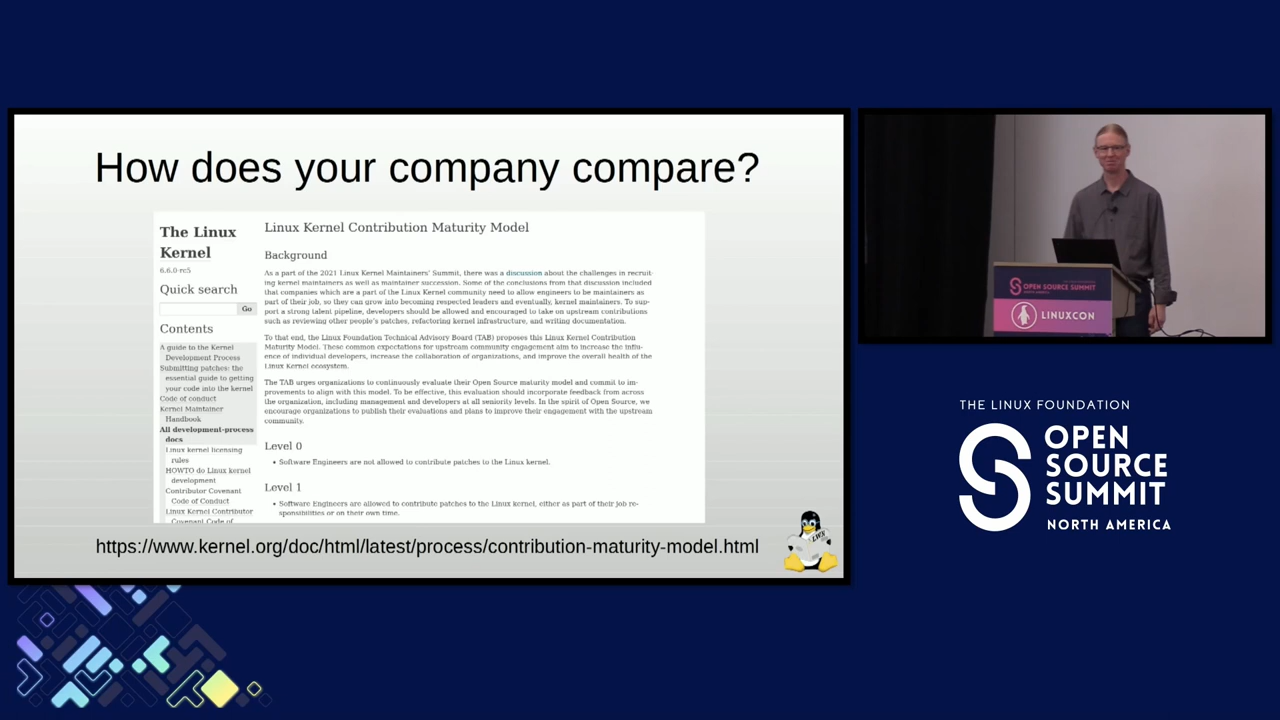 How does your company compare?
The Linux
Kernel
6.6.0-rc5
Quick search
Go
Contents
A guide to the Kernel
Development Process
Submitting patches: the
essential guide to getting
your code into the kernel
Code of conduct
Kernel Maintainer
Handbook
All development-process
docs
Linux kernel licensing
rules
HOWTO do Linux kernel
development
Contributor Covenant
Code of Conduct
Linux Kernel Contributor
Covenant Code of
Linux Kernel Contribution Maturity Model
Background
As a part of the 2021 Linux Kernel Maintainers' Summit, there was a discussion about the challenges in recruit-
ing kernel maintainers as well as maintainer succession. Some of the conclusions from that discussion included
that companies which are a part of the Linux Kernel community need to allow engineers to be maintainers as
part of their job, so they can grow into becoming respected leaders and eventually, kernel maintainers. To sup-
port a strong talent pipeline, developers should be allowed and encouraged to take on upstream contributions
such as reviewing other people's patches, refactoring kernel infrastructure, and writing documentation.
To that end, the Linux Foundation Technical Advisory Board (TAB) proposes this Linux Kernel Contribution
Maturity Model. These common expectations for upstream community engagement aim to increase the influ-
ence of individual developers, increase the collaboration of organizations, and improve the overall health of the
Linux Kernel ecosystem.
The TAB urges organizations to continuously evaluate their Open Source maturity model and commit to im-
provements to align with this model. To be effective, this evaluation should incorporate feedback from across
the organization, including management and developers at all seniority levels. In the spirit of Open Source, we
encourage organizations to publish their evaluations and plans to improve their engagement with the upstream
community.
Level 0
• Software Engineers are not allowed to contribute patches to the Linux kernel.
Level 1
• Software Engineers are allowed to contribute patches to the Linux kernel, either as part of their job re-
sponsibilities or on their own time.
https://www.kernel.org/doc/html/latest/process/contribution-maturity-model.html
LWN
OPEN SOURCE SUMMIT
LINUXCON
THE LINUX FOUNDATION
OPEN
SOURCE
SUMMIT
NORTH AMERICA